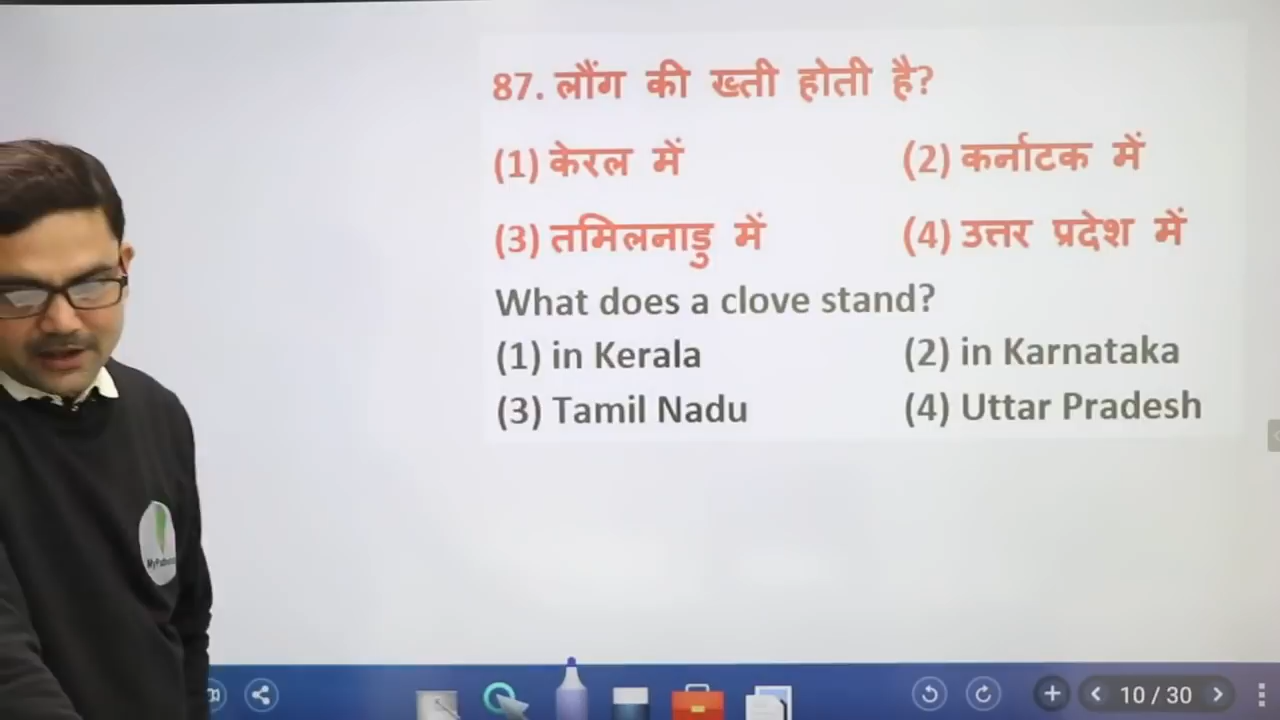 87. लौंग की ख्ती होती है?
(1) केरल में (2) कर्नाटक में
(3) तमिलनाडु में (4) उत्तर प्रदेश में
What does a clove stand?
(1) in Kerala (2) in Karnataka
(3) Tamil Nadu (4) Uttar Pradesh
10 / 30